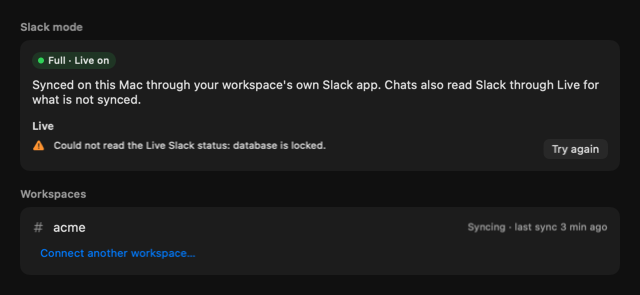 Slack mode
Full · Live on
Synced on this Mac through your workspace's own Slack app. Chats also read Slack through Live for
what is not synced.
Live
Could not read the Live Slack status: database is locked.
Try again
Workspaces
# acme
Syncing · last sync 3 min ago
Connect another workspace...